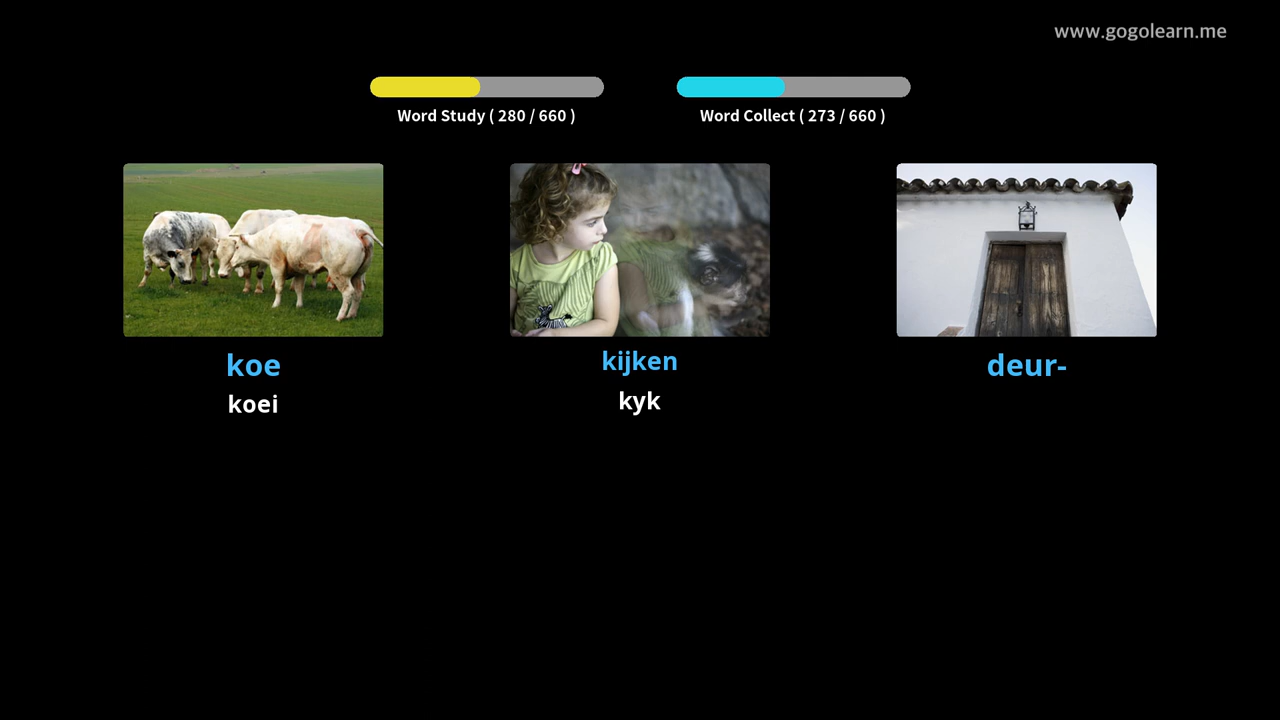 www.gogolearn.me
Word Study ( 280 / 660 )
Word Collect ( 273 / 660 )
koe
koei
kijken
kyk
deur-